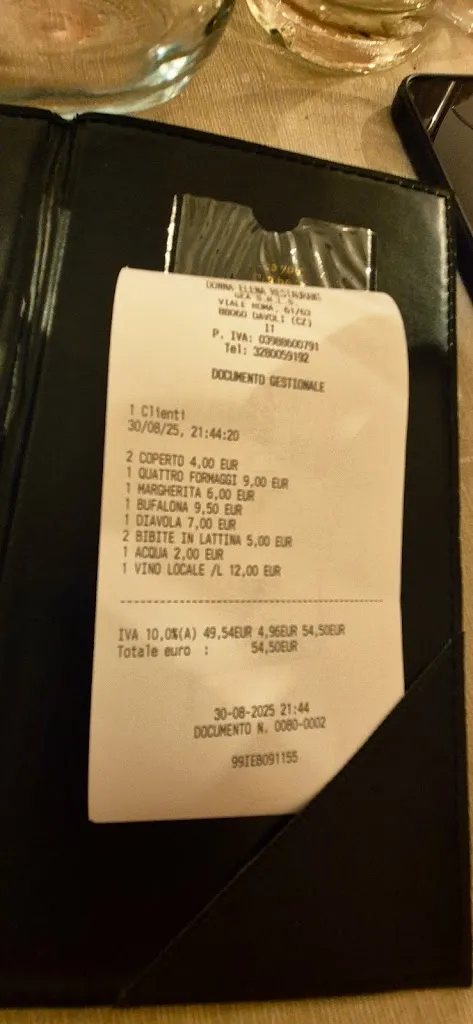 DONNA ELENA RESTAURANT
VIALE ROMA, 61/63
88060 DAVOLI (CZ)
IT
P. IVA: 03988600791
Tel: 3280059192
DOCUMENTO GESTIONALE
1 Clienti
30/08/25, 21:44:20
2 COPERTO 4,00 EUR
1 QUATTRO FORMAGGI 9,00 EUR
1 MARGHERITA 6,00 EUR
1 BUFALONA 9,50 EUR
1 DIAVOLA 7,00 EUR
2 BIBITE IN LATTINA 5,00 EUR
1 ACQUA 2,00 EUR
1 VINO LOCALE /L 12,00 EUR
IVA 10,0%(A) 49,54EUR 4,96EUR 54,50EUR
Totale euro : 54,50EUR
30-08-2025 21:44
DOCUMENTO N. 0080-0002
99IEB091155